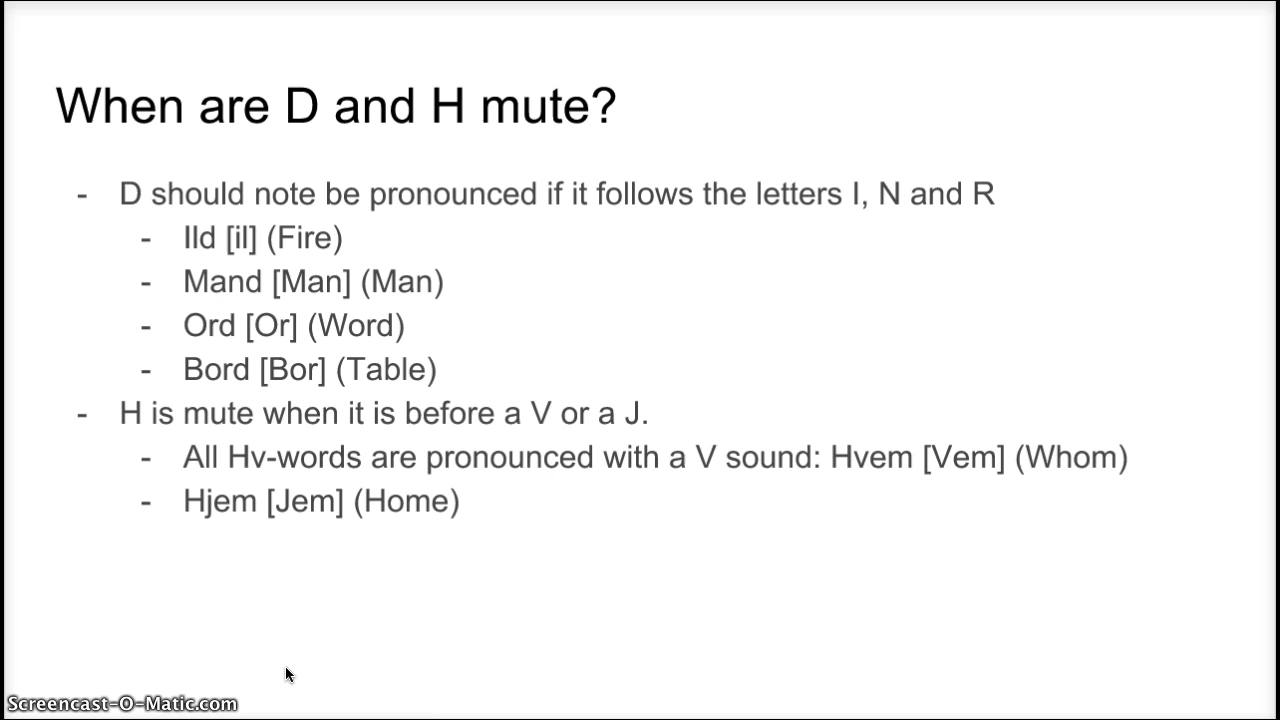 When are D and H mute?
- D should note be pronounced if it follows the letters l, N and R
- Ild [il] (Fire)
- Mand [Man] (Man)
- Ord [Or] (Word)
- Bord [Bor] (Table)
- H is mute when it is before a V or a J.
- All Hv-words are pronounced with a V sound: Hvem [Vem] (Whom)
- Hjem [Jem] (Home)
Screencast-O-Matic.com